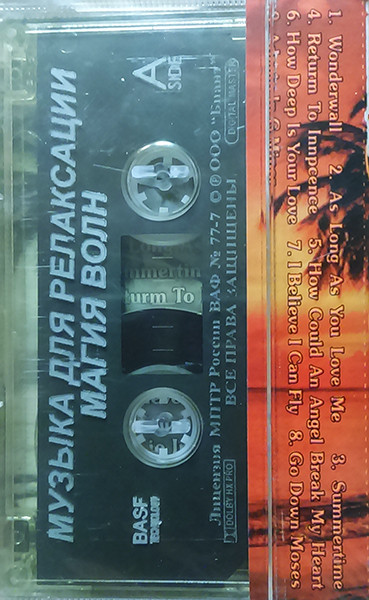 МУЗЫКА ДЛЯ РЕЛАКСАЦИИ
МАГИЯ ВОЛН
A
SIDE
BASF
TECHNOLOGY
Лицензия МПТР России ВАФ № 77-7 © ℗ ООО "Биант"
ВСЕ ПРАВА ЗАЩИЩЕНЫ
DOLBY HX PRO
DIGITAL MASTER
1. Wonderwall 2. As Long As You Love Me 3. Summertime
4. Returm To Innocence 5. How Could An Angel Break My Heart
6. How Deep Is Your Love 7. I Believe I Can Fly 8. Go Down Moses